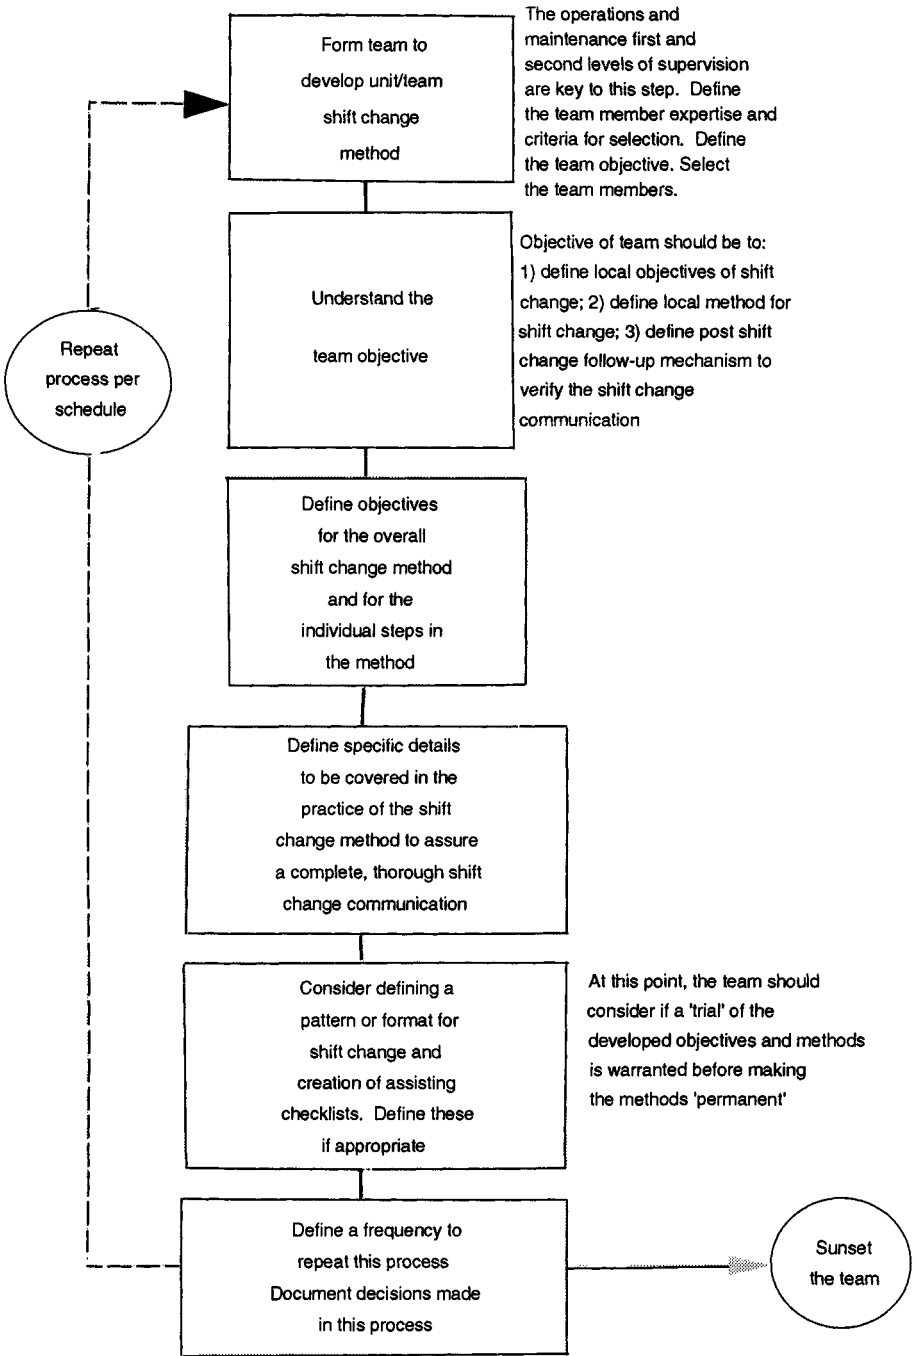 Form team to
develop unit/team
shift change
method
The operations and
maintenance first and
second levels of supervision
are key to this step. Define
the team member expertise and
criteria for selection. Define
the team objective. Select
the team members.
Understand the
team objective
Objective of team should be to:
1) define local objectives of shift
change; 2) define local method for
shift change; 3) define post shift
change follow-up mechanism to
verify the shift change
communication
Repeat
process per
schedule
Define objectives
for the overall
shift change method
and for the
individual steps in
the method
Define specific details
to be covered in the
practice of the shift
change method to assure
a complete, thorough shift
change communication
Consider defining a
pattern or format for
shift change and
creation of assisting
checklists. Define these
if appropriate
At this point, the team should
consider if a 'trial' of the
developed objectives and methods
is warranted before making
the methods 'permanent'
Define a frequency to
repeat this process
Document decisions made
in this process
Sunset
the team